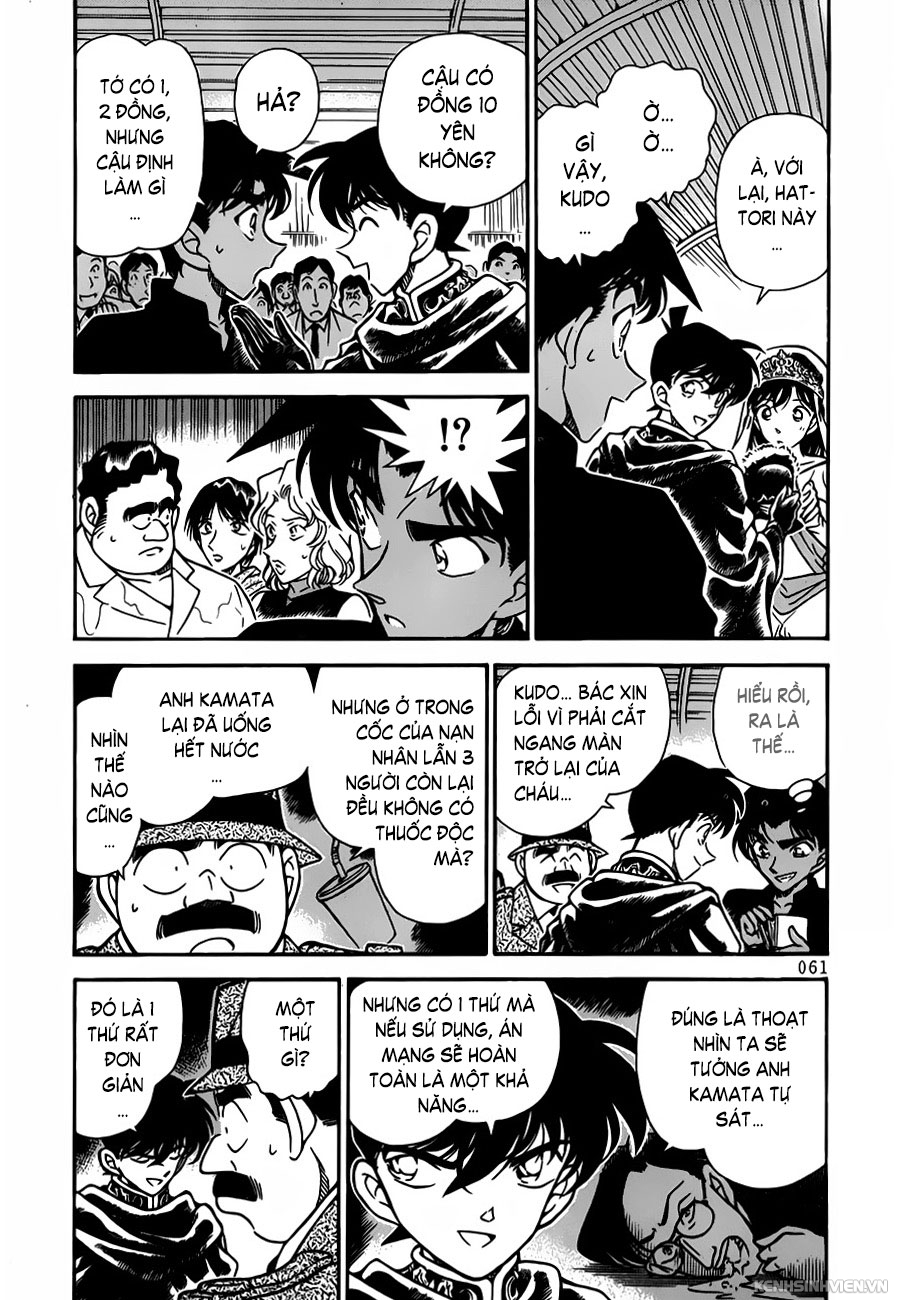 À, VỚI
LẠI, HAT-
TORI NÀY
...
Ờ...
Ờ...
GÌ
VẬY,
KUDO
...
CẬU CÓ
ĐỒNG 10
YÊN
KHÔNG?
HẢ?
TỚ CÓ 1,
2 ĐỒNG,
NHƯNG
CẬU ĐỊNH
LÀM GÌ
...
!?
HIỂU RỒI,
RA LÀ
THẾ...
KUDO... BÁC XIN
LỖI VÌ PHẢI CẮT
NGANG MÀN
TRỞ LẠI CỦA
CHÁU...
NHƯNG Ở TRONG
CỐC CỦA NẠN
NHÂN LẪN 3
NGƯỜI CÒN LẠI
ĐỀU KHÔNG CÓ
THUỐC ĐỘC
MÀ?
ANH KAMATA
LẠI ĐÃ UỐNG
HẾT NƯỚC
...
NHÌN
THẾ
NÀO
CŨNG
...
061
ĐÚNG LÀ THOẠT
NHÌN TA SẼ
TƯỞNG ANH
KAMATA TỰ
SÁT...
NHƯNG CÓ 1 THỨ MÀ
NẾU SỬ DỤNG, ÁN
MẠNG SẼ HOÀN
TOÀN LÀ MỘT KHẢ
NĂNG...
MỘT
THỨ
GÌ?
ĐÓ LÀ 1
THỨ RẤT
ĐƠN
GIẢN
...
KENHSINHVIEN.VN